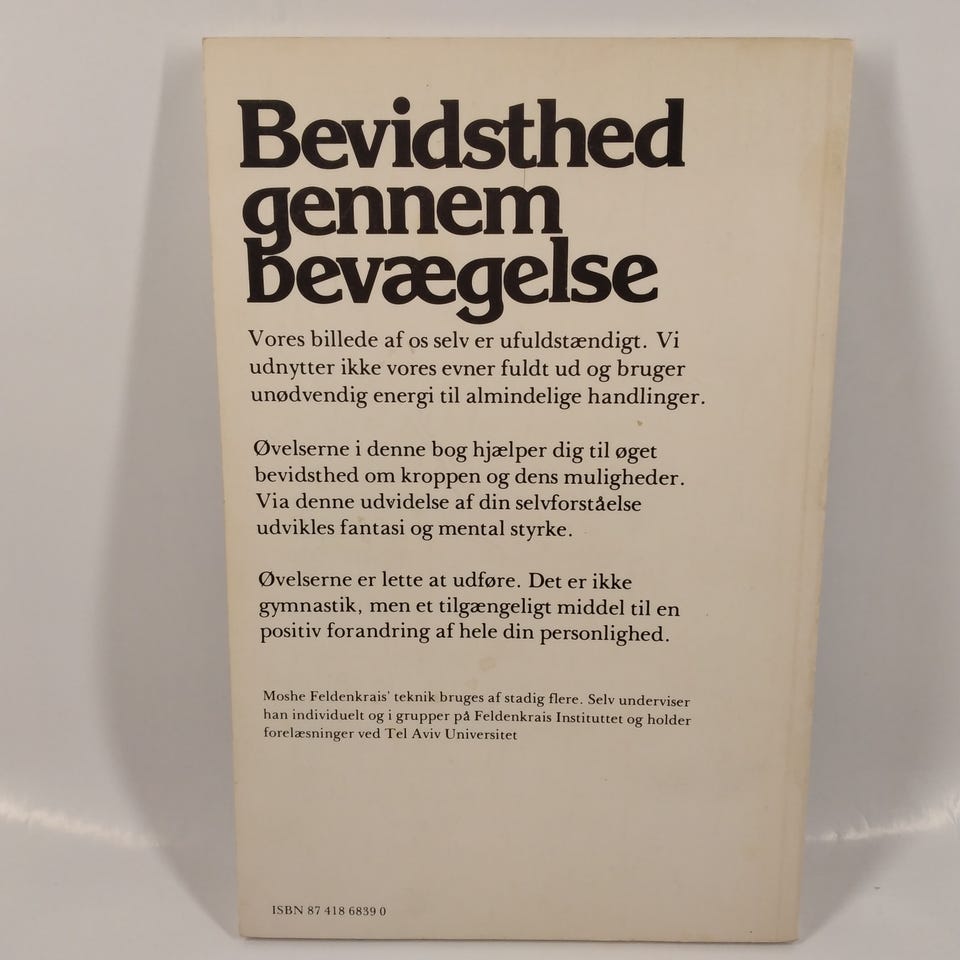 Bevidsthed
gennem
bevægelse
Vores billede af os selv er ufuldstændigt. Vi
udnytter ikke vores evner fuldt ud og bruger
unødvendig energi til almindelige handlinger.
Øvelserne i denne bog hjælper dig til øget
bevidsthed om kroppen og dens muligheder.
Via denne udvidelse af din selvforståelse
udvikles fantasi og mental styrke.
Øvelserne er lette at udføre. Det er ikke
gymnastik, men et tilgængeligt middel til en
positiv forandring af hele din personlighed.
Moshe Feldenkrais' teknik bruges af stadig flere. Selv underviser
han individuelt og i grupper på Feldenkrais Instituttet og holder
forelæsninger ved Tel Aviv Universitet
ISBN 87 418 6839 0